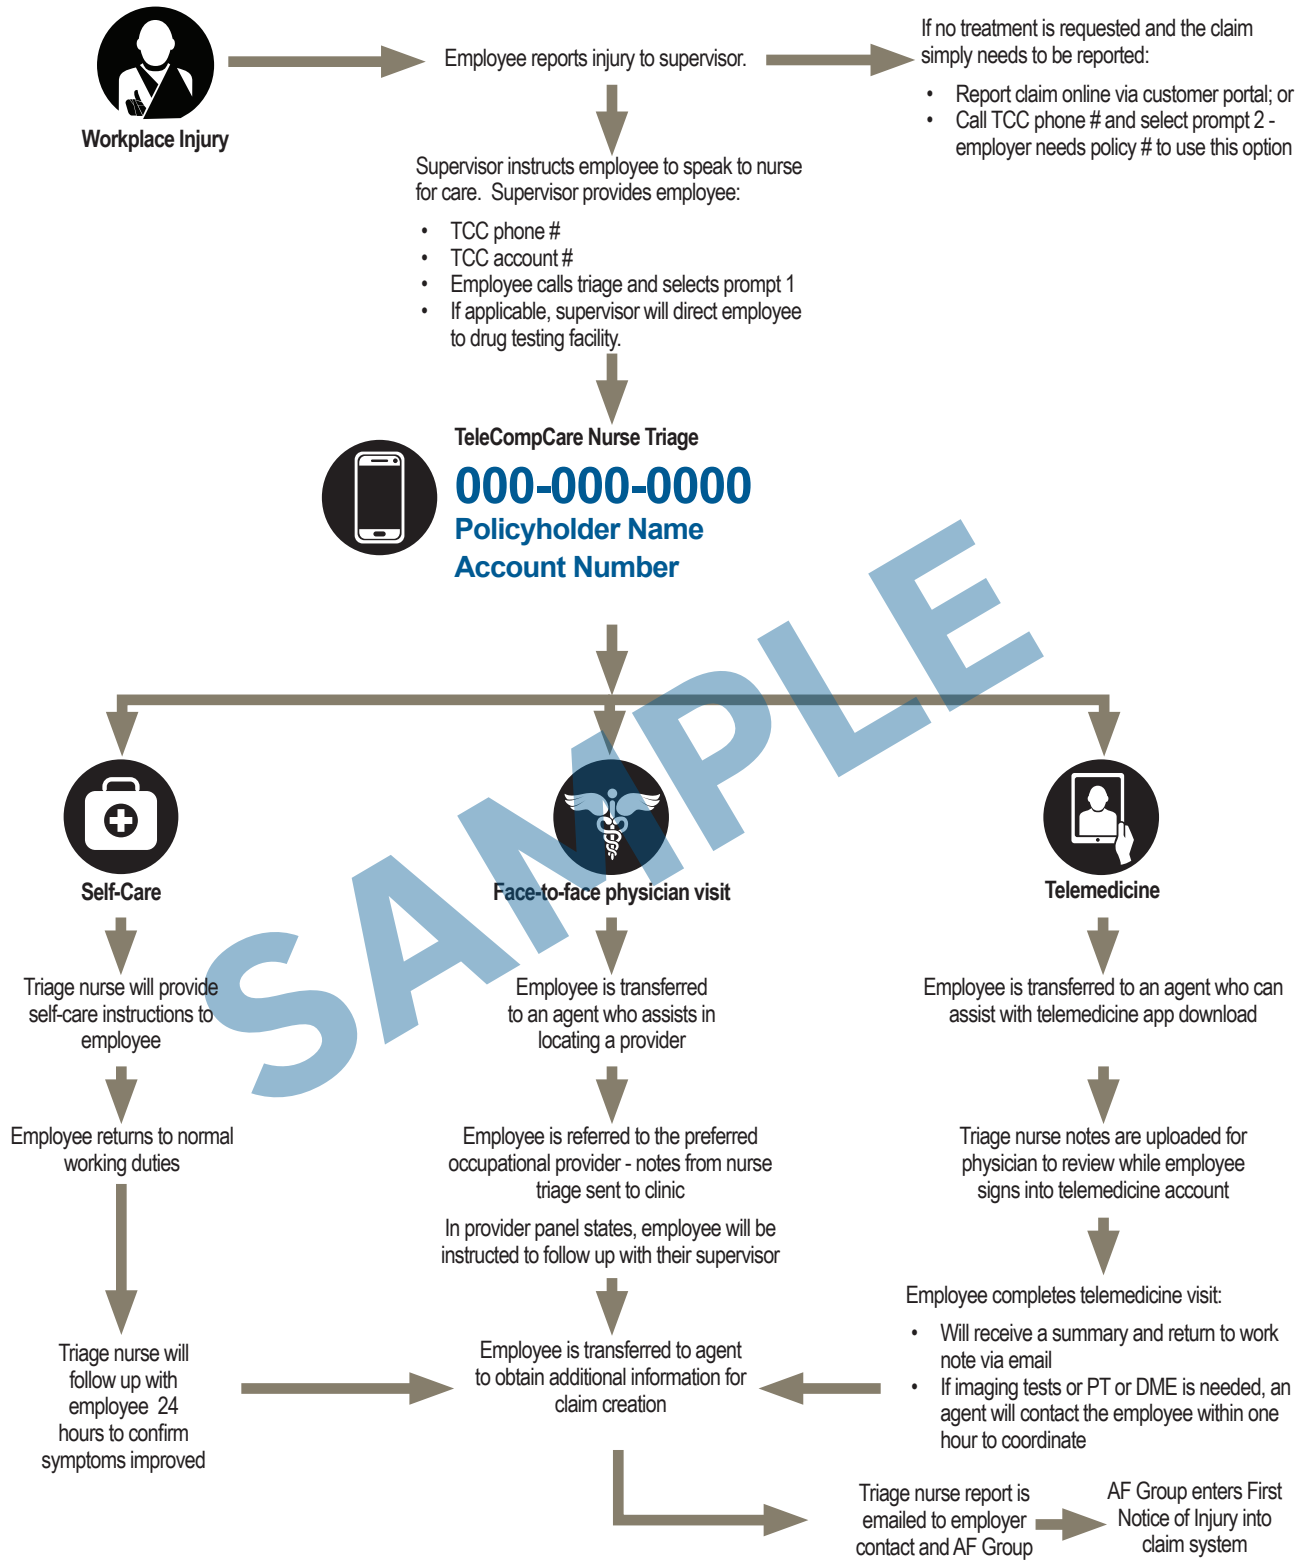 Workplace Injury
Employee reports injury to supervisor.
If no treatment is requested and the claim
simply needs to be reported:
• Report claim online via customer portal; or
• Call TCC phone # and select prompt 2 -
employer needs policy # to use this option
Supervisor instructs employee to speak to nurse
for care. Supervisor provides employee:
• TCC phone #
• TCC account #
• Employee calls triage and selects prompt 1
• If applicable, supervisor will direct employee
to drug testing facility.
TeleCompCare Nurse Triage
000-000-0000
Policyholder Name
Account Number
SAMPLE
Self-Care
Triage nurse will provide
self-care instructions to
employee
Employee returns to normal
working duties
Triage nurse will
follow up with
employee 24
hours to confirm
symptoms improved
Face-to-face physician visit
Employee is transferred
to an agent who assists in
locating a provider
Employee is referred to the preferred
occupational provider - notes from nurse
triage sent to clinic
In provider panel states, employee will be
instructed to follow up with their supervisor
Employee is transferred to agent
to obtain additional information for
claim creation
Telemedicine
Employee is transferred to an agent who can
assist with telemedicine app download
Triage nurse notes are uploaded for
physician to review while employee
signs into telemedicine account
Employee completes telemedicine visit:
• Will receive a summary and return to work
note via email
• If imaging tests or PT or DME is needed, an
agent will contact the employee within one
hour to coordinate
Triage nurse report is
emailed to employer
contact and AF Group
AF Group enters First
Notice of Injury into
claim system